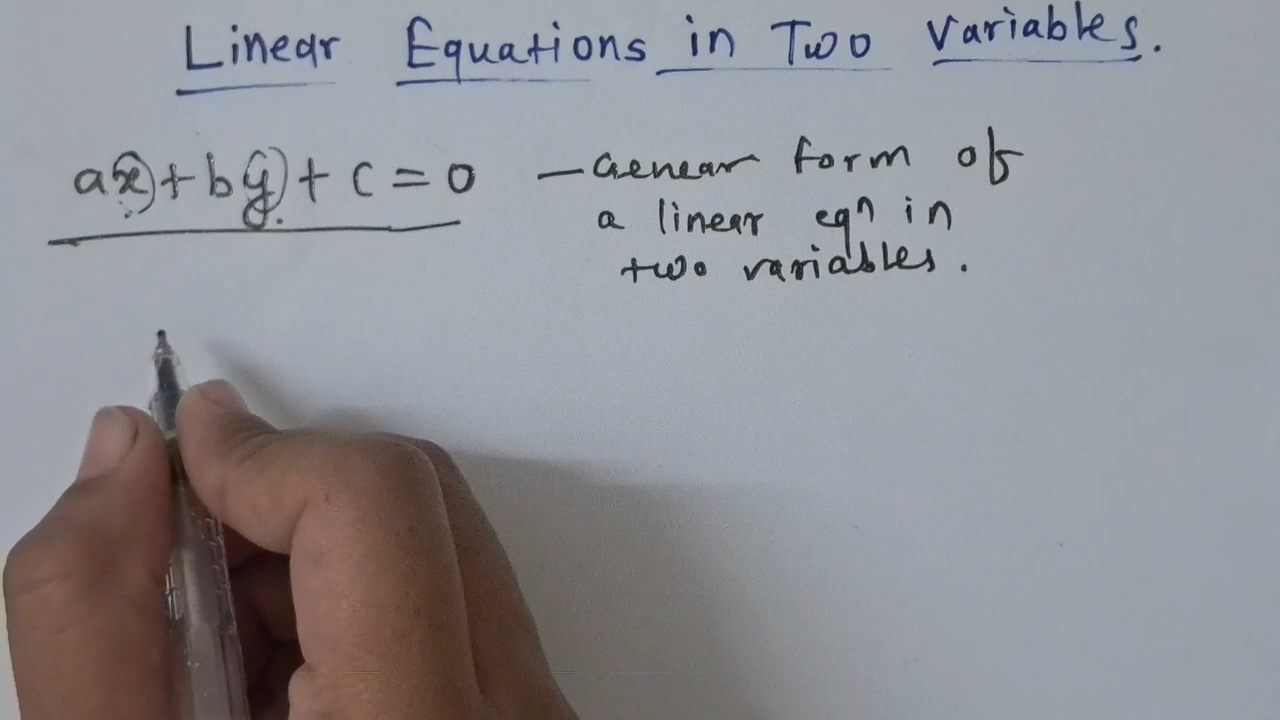 Linear Equations in Two Variables.
ax + by + c = 0 — Genear form of
a linear eqn in
two variables.